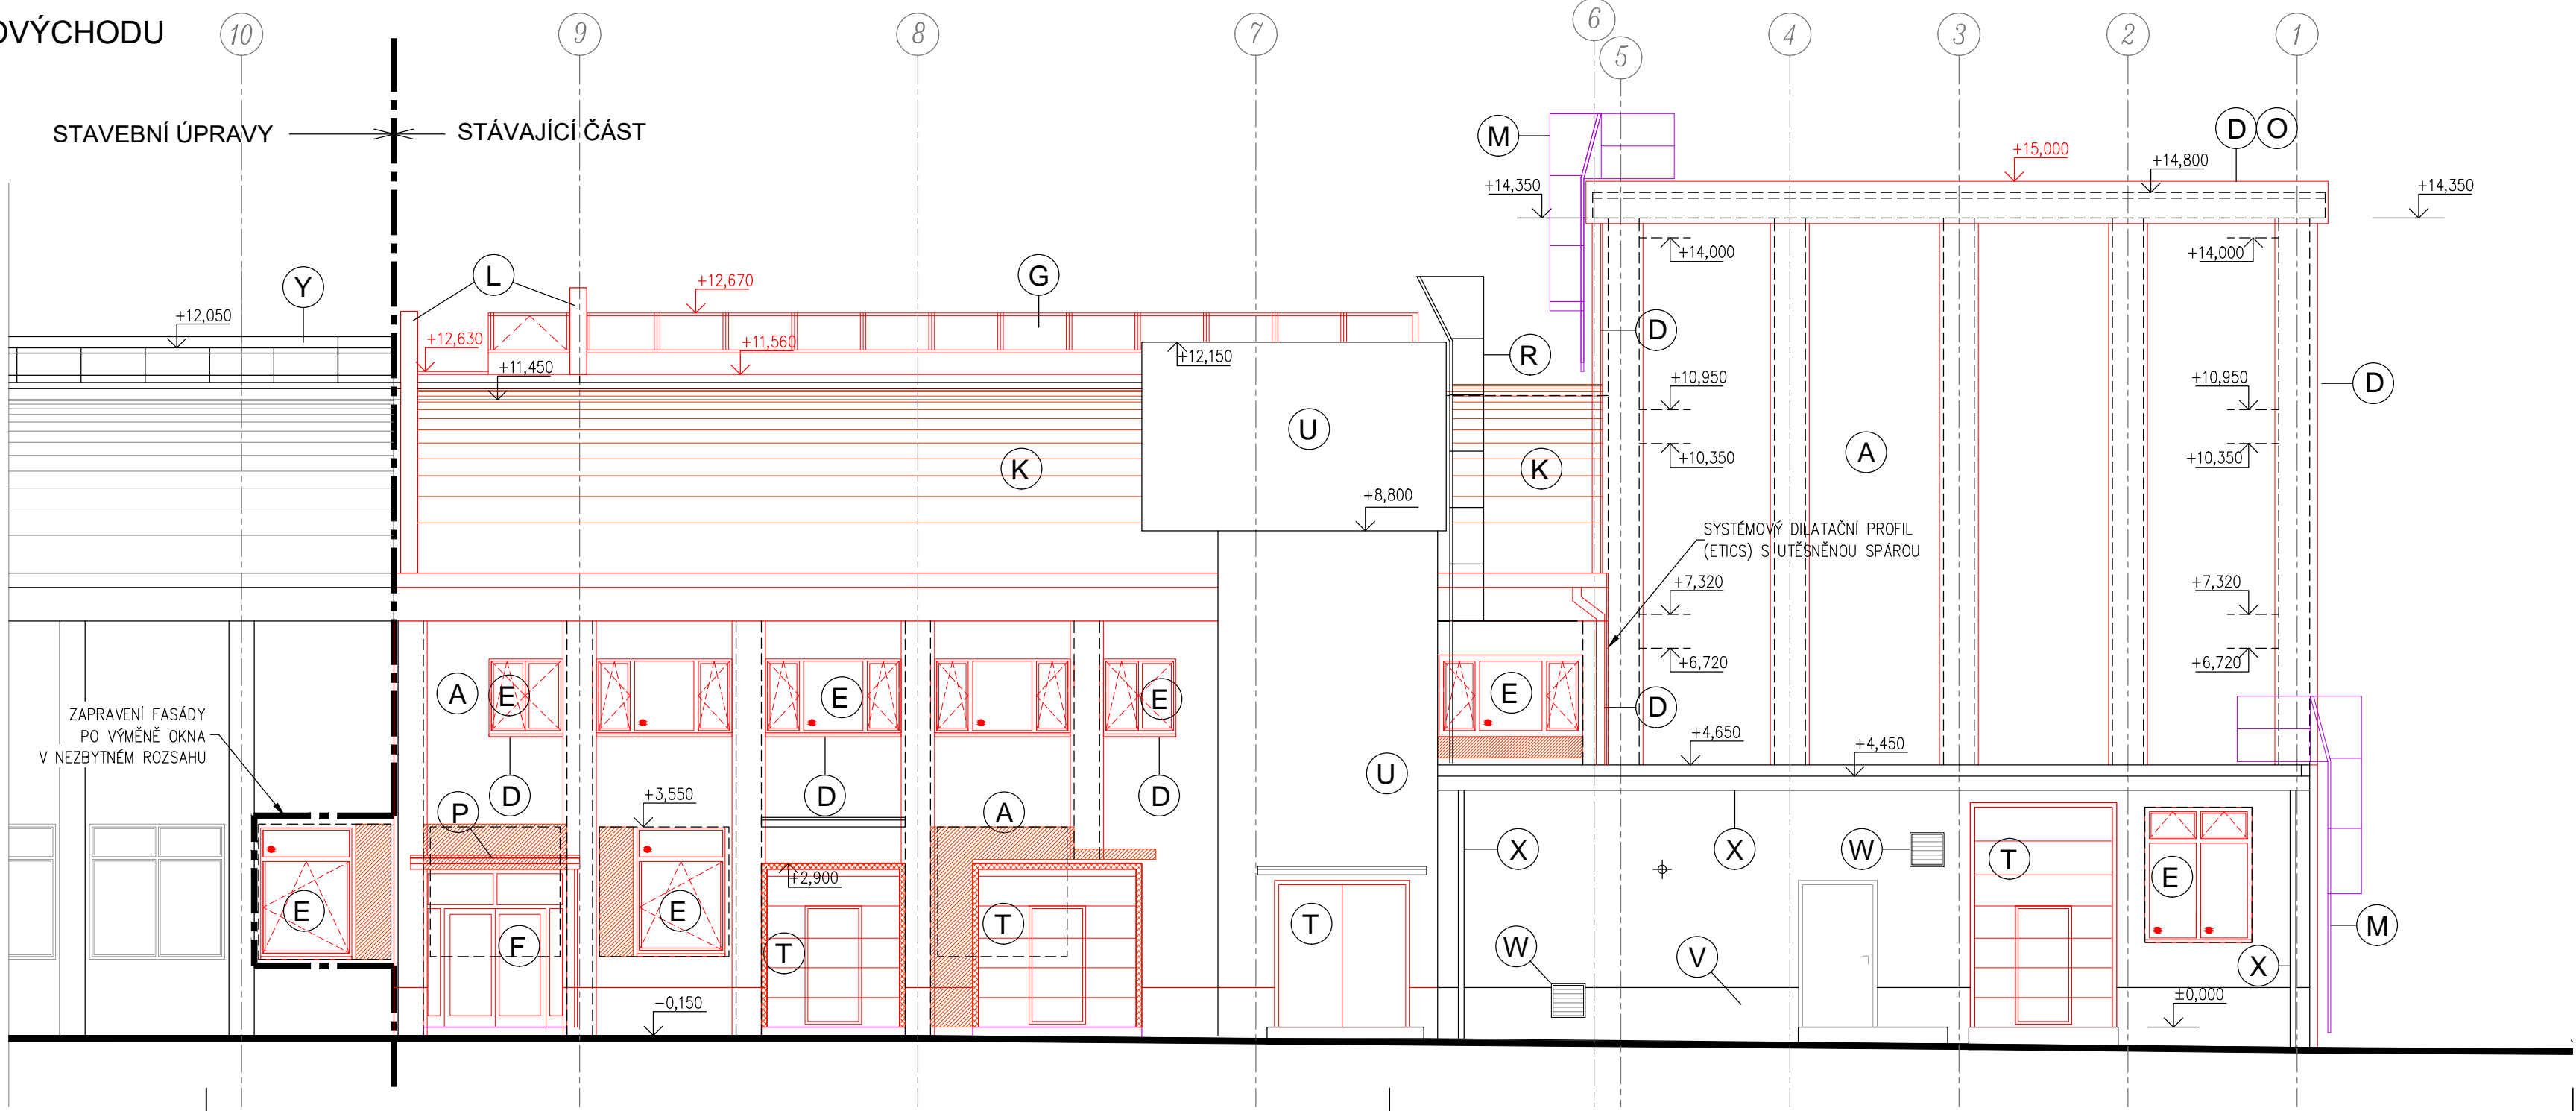 OVÝCHODU
10
9
8
7
6
5
4
3
2
1
STAVEBNÍ ÚPRAVY
STÁVAJÍCÍ ČÁST
M
D
O
+15,000
+14,800
+14,350
+14,350
+14,000
+14,000
Y
L
G
+12,670
+12,050
+12,630
+11,560
+12,150
+11,450
R
D
D
+10,950
+10,950
U
K
K
A
+10,350
+10,350
+8,800
SYSTÉMOVÝ DILATAČNÍ PROFIL
(ETICS) S UTĚSNĚNOU SPÁROU
+7,320
+7,320
+6,720
+6,720
A
E
E
E
E
D
ZAPRAVENÍ FASÁDY
PO VÝMĚNĚ OKNA
V NEZBYTNÉM ROZSAHU
+4,650
+4,450
U
D
D
D
P
+3,550
A
X
X
W
T
E
+2,900
E
E
F
T
T
T
W
V
X
M
-0,150
±0,000